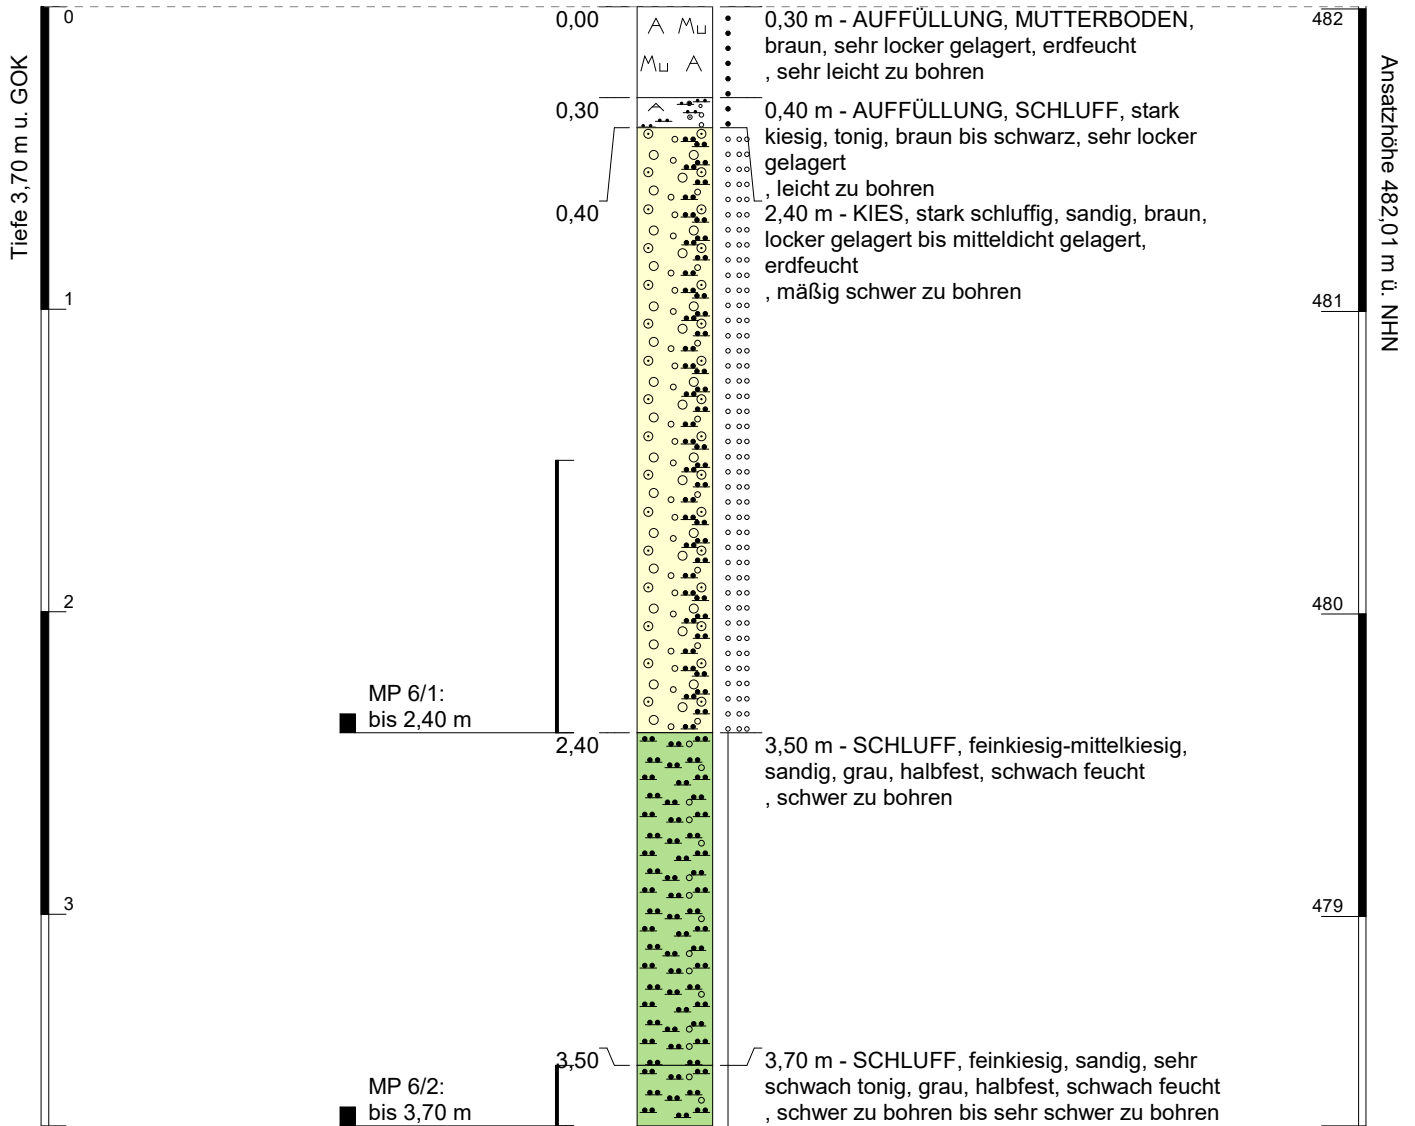 Tiefe 3,70 m u. GOK
0
1
2
3
MP 6/1:
bis 2,40 m
MP 6/2:
bis 3,70 m
0,00
0,30
0,40
2,40
3,50
A Mu
Mu A
A
0,30 m - AUFFÜLLUNG, MUTTERBODEN,
braun, sehr locker gelagert, erdfeucht
, sehr leicht zu bohren
0,40 m - AUFFÜLLUNG, SCHLUFF, stark
kiesig, tonig, braun bis schwarz, sehr locker
gelagert
, leicht zu bohren
2,40 m - KIES, stark schluffig, sandig, braun,
locker gelagert bis mitteldicht gelagert,
erdfeucht
, mäßig schwer zu bohren
3,50 m - SCHLUFF, feinkiesig-mittelkiesig,
sandig, grau, halbfest, schwach feucht
, schwer zu bohren
3,70 m - SCHLUFF, feinkiesig, sandig, sehr
schwach tonig, grau, halbfest, schwach feucht
, schwer zu bohren bis sehr schwer zu bohren
482
481
480
479
Ansatzhöhe 482,01 m ü. NHN